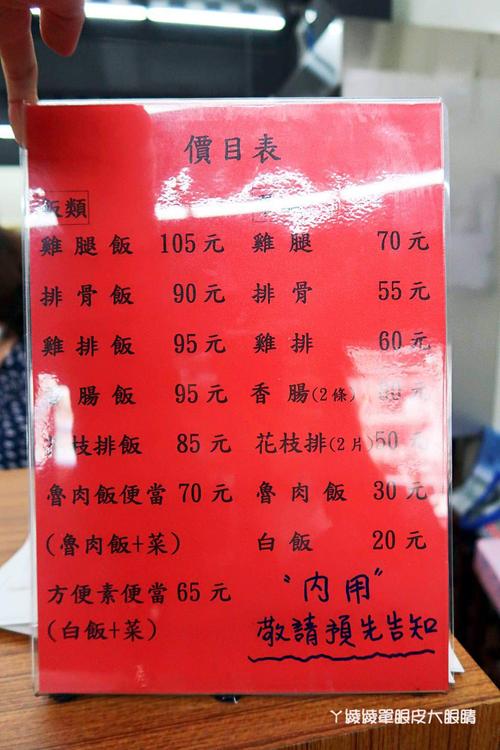 價目表
飯類
雞腿飯 105元 雞腿 70元
排骨飯 90元 排骨 55元
雞排飯 95元 雞排 60元
腸飯 95元 香腸(2條) 元
枝排飯 85元 花枝排(2片) 50元
魯肉飯便當 70元 魯肉飯 30元
(魯肉飯+菜) 白飯 20元
方便素便當 65元 "內用"
(白飯+菜) 敬請預先告知
ㄚ綾綾單眼皮大眼睛